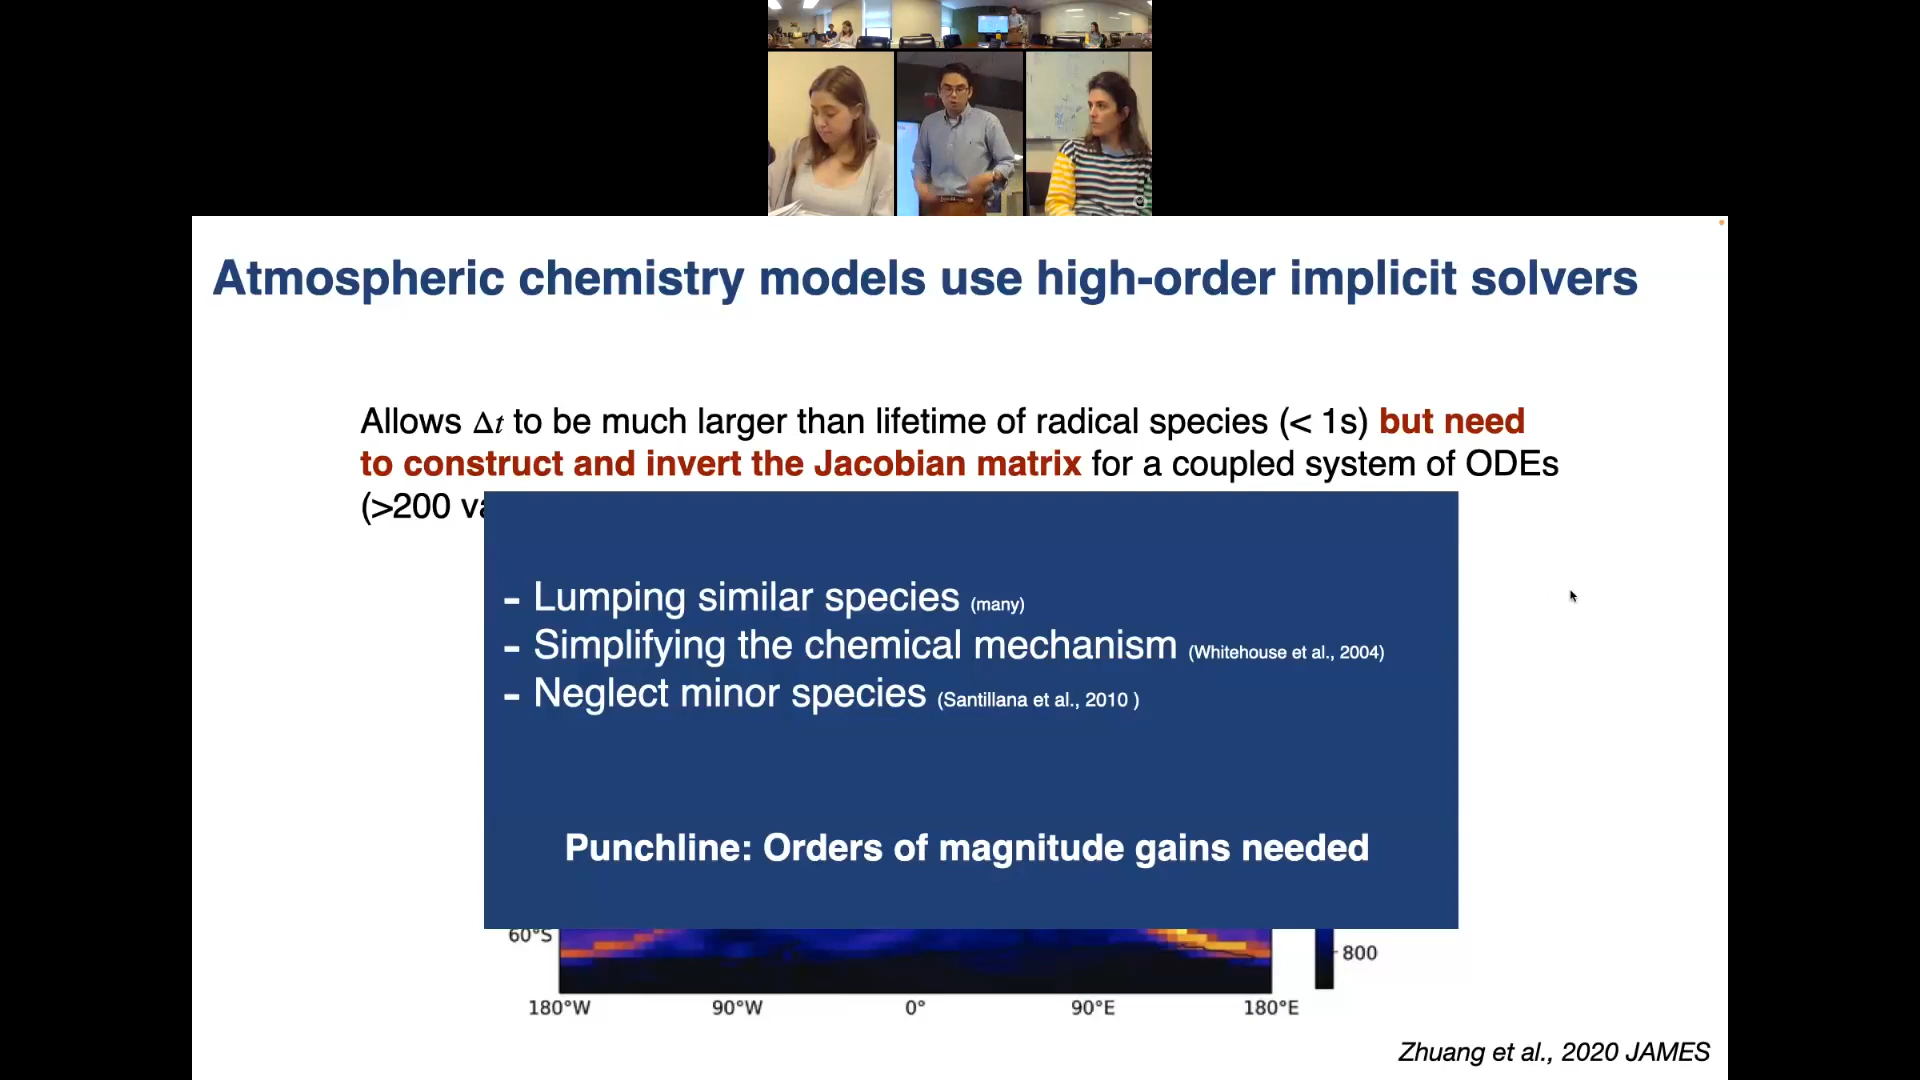 Atmospheric chemistry models use high-order implicit solvers
Allows Δt to be much larger than lifetime of radical species (< 1s) but need
to construct and invert the Jacobian matrix for a coupled system of ODEs
(>200 va
- Lumping similar species (many)
- Simplifying the chemical mechanism (Whitehouse et al., 2004)
- Neglect minor species (Santillana et al., 2010 )
Punchline: Orders of magnitude gains needed
60°S
800
180°W 90°W 0° 90°E 180°E
Zhuang et al., 2020 JAMES